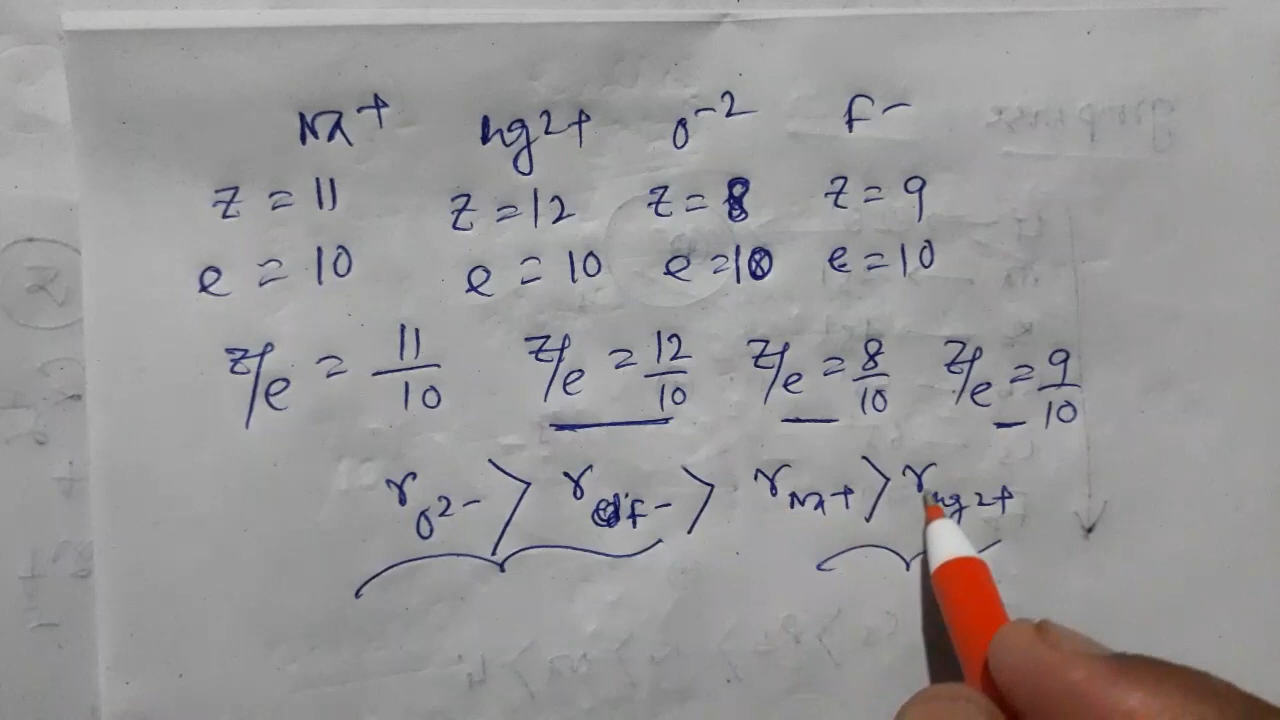 Na+ Mg2+ O-2 F-
Z = 11 Z = 12 Z = 8 Z = 9
e = 10 e = 10 e = 10 e = 10
Z/e = 11/10 Z/e = 12/10 Z/e = 8/10 Z/e = 9/10
rO2- > rF- > rNa+ > rMg2+